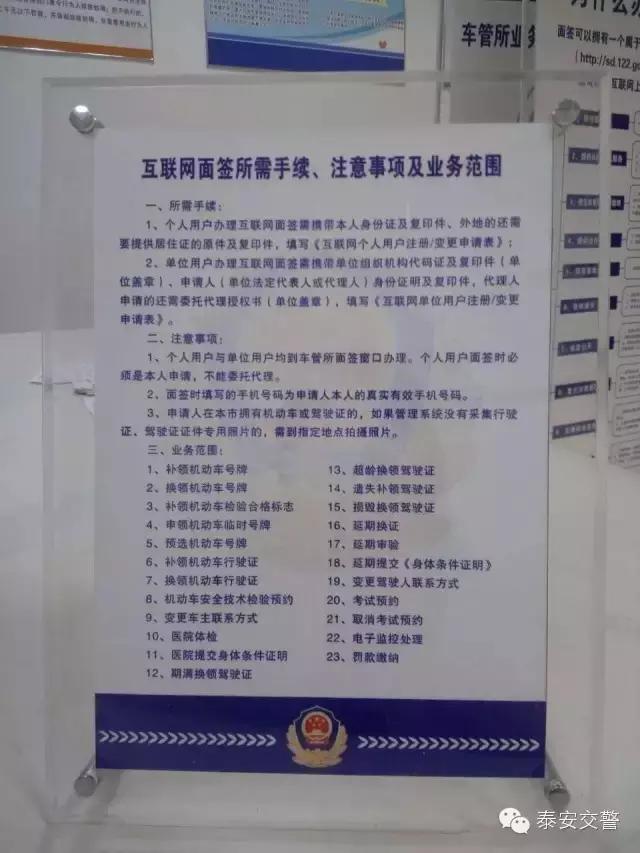 车管所业务
为什么办
面签可以拥有一个属于
(http://sd.122.go
互联网上
互联网面签所需手续、注意事项及业务范围
一、所需手续：
1、个人用户办理互联网面签需携带本人身份证及复印件、外地的还需
要提供居住证的原件及复印件，填写《互联网个人用户注册/变更申请表》；
2、单位用户办理互联网面签需携带单位组织机构代码证及复印件（单
位盖章）、申请人（单位法定代表人或代理人）身份证明及复印件，代理人
申请的还需委托代理授权书（单位盖章），填写《互联网单位用户注册/变更
申请表》。
二、注意事项：
1、个人用户与单位用户均到车管所面签窗口办理。个人用户面签时必
须是本人申请，不能委托代理。
2、面签时填写的手机号码为申请人本人的真实有效手机号码。
3、申请人在本市拥有机动车或驾驶证的，如果管理系统没有采集行驶
证、驾驶证证件专用照片的，需到指定地点拍摄照片。
三、业务范围：
1、补领机动车号牌
2、换领机动车号牌
3、补领机动车检验合格标志
4、申领机动车临时号牌
5、预选机动车号牌
6、补领机动车行驶证
7、换领机动车行驶证
8、机动车安全技术检验预约
9、变更车主联系方式
10、医院体检
11、医院提交身体条件证明
12、期满换领驾驶证
13、超龄换领驾驶证
14、遗失补领驾驶证
15、损毁换领驾驶证
16、延期换证
17、延期审验
18、延期提交《身体条件证明》
19、变更驾驶人联系方式
20、考试预约
21、取消考试预约
22、电子监控处理
23、罚款缴纳
泰安交警